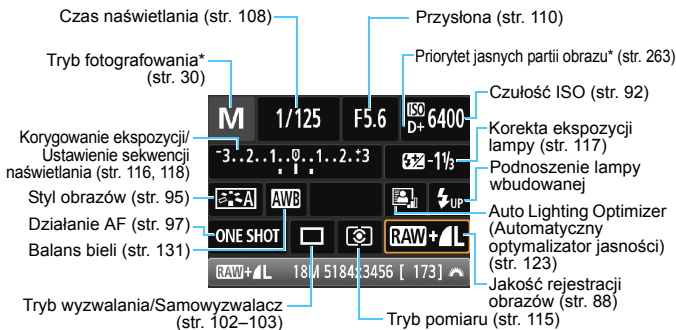 Czas naświetlania (str. 108)
Przysłona (str. 110)
Tryb fotografowania*
(str. 30)
Priorytet jasnych partii obrazu* (str. 263)
Czułość ISO (str. 92)
M 1/125 F5.6 ISO D+ 6400
Korygowanie ekspozycji/
Ustawienie sekwencji
naświetlania (str. 116, 118)
-3..2..1..0..1..2.:3
-1⅓
Korekta ekspozycji
lampy (str. 117)
Podnoszenie lampy
wbudowanej
Styl obrazów (str. 95)
A AWB UP
Auto Lighting Optimizer
(Automatyczny
optymalizator jasności)
(str. 123)
Działanie AF (str. 97)
ONE SHOT RAW+L
Balans bieli (str. 131)
RAW+L 18M 5184x3456 [ 173]
Jakość rejestracji
obrazów (str. 88)
Tryb wyzwalania/Samowyzwalacz
(str. 102–103)
Tryb pomiaru (str. 115)